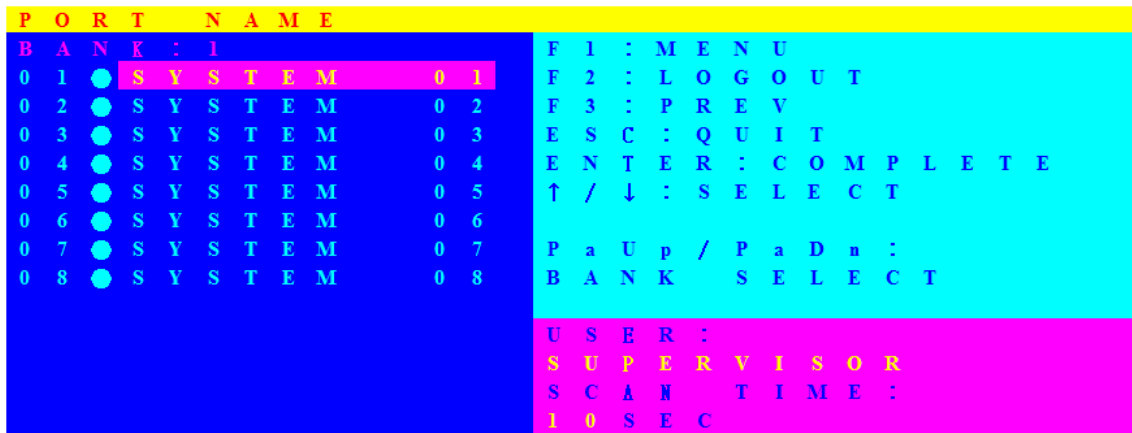 PORT NAME
BANK: 1
01 ● SYSTEM 01
02 ● SYSTEM 02
03 ● SYSTEM 03
04 ● SYSTEM 04
05 ● SYSTEM 05
06 ● SYSTEM 06
07 ● SYSTEM 07
08 ● SYSTEM 08
F1:MENU
F2:LOGOUT
F3:PREV
ESC:QUIT
ENTER:COMPLETE
↑/↓:SELECT
PaUp/PaDn:
BANK SELECT
USER:
SUPERVISOR
SCAN TIME:
10SEC